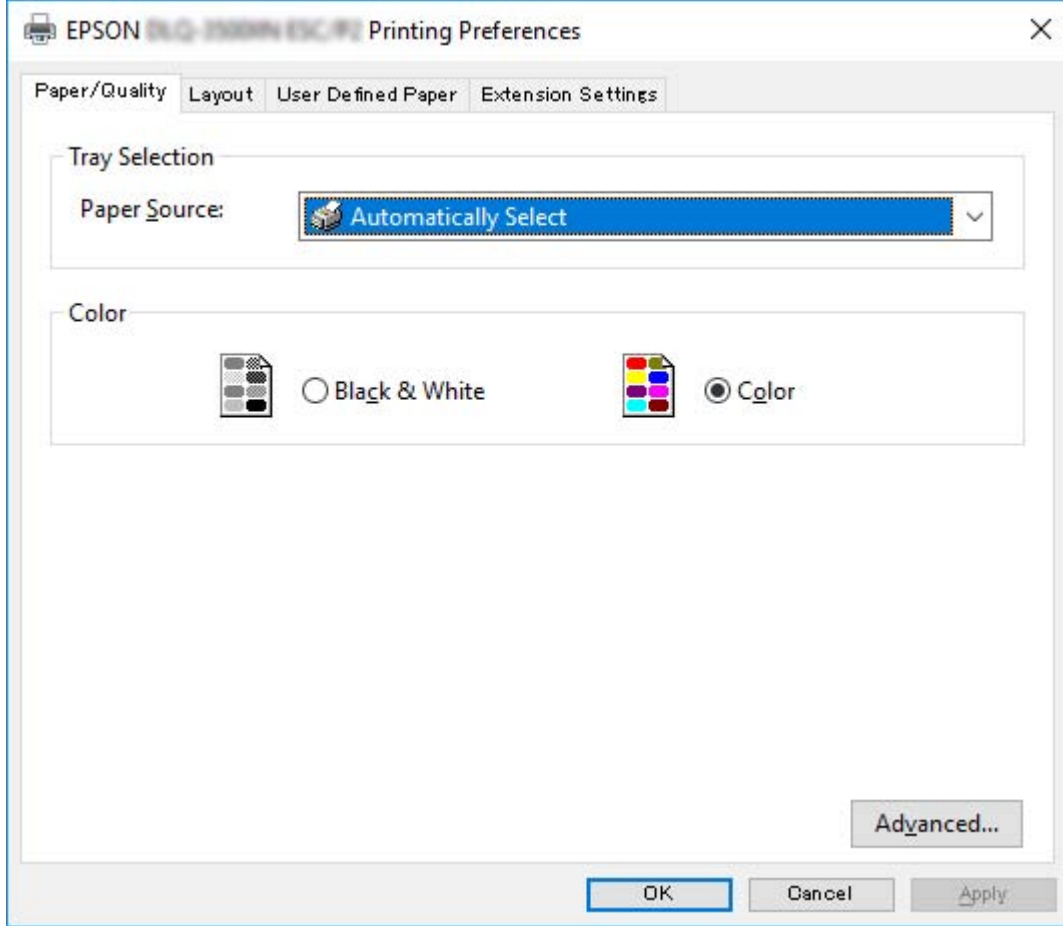 EPSON Printing Preferences
Paper/Quality Layout User Defined Paper Extension Settings
Tray Selection
Paper Source: Automatically Select
Color
Black & White Color
Advanced...
OK Cancel Apply